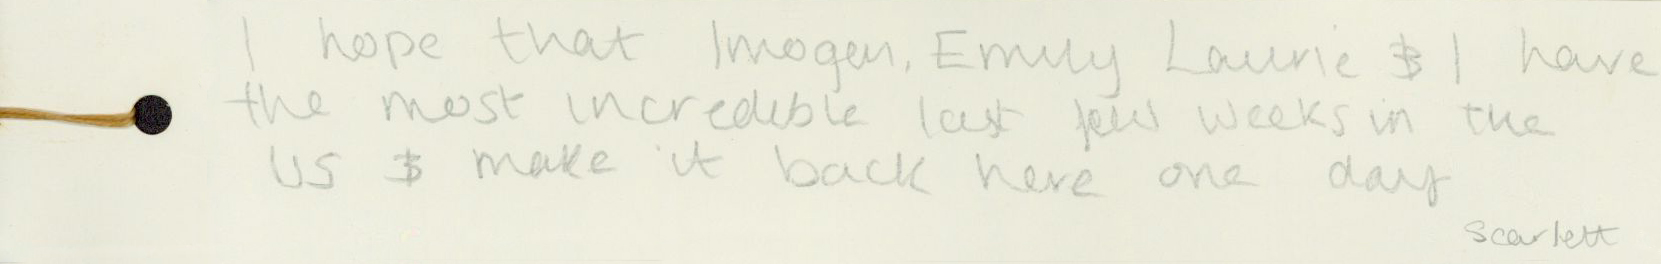 I hope that Imogen, Emily Laurie & I have
the most incredible last few weeks in the
US & make it back here one day
Scarlett